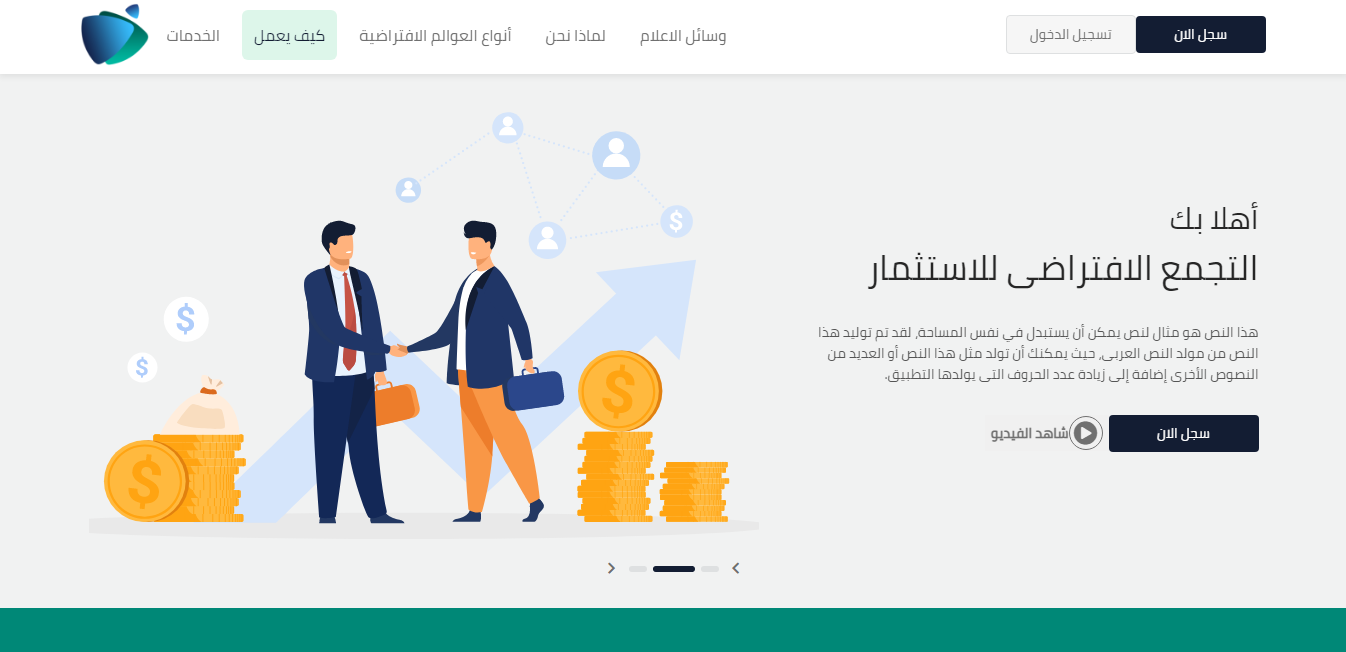 سجل الان
تسجيل الدخول
وسائل الاعلام
لماذا نحن
أنواع العوالم الافتراضية
كيف يعمل
الخدمات
أهلا بك
التجمع الافتراضى للاستثمار
هذا النص هو مثال لنص يمكن أن يستبدل في نفس المساحة، لقد تم توليد هذا
النص من مولد النص العربى، حيث يمكنك أن تولد مثل هذا النص أو العديد من
النصوص الأخرى إضافة إلى زيادة عدد الحروف التى يولدها التطبيق.
سجل الان
شاهد الفيديو
$
$
$
$
$